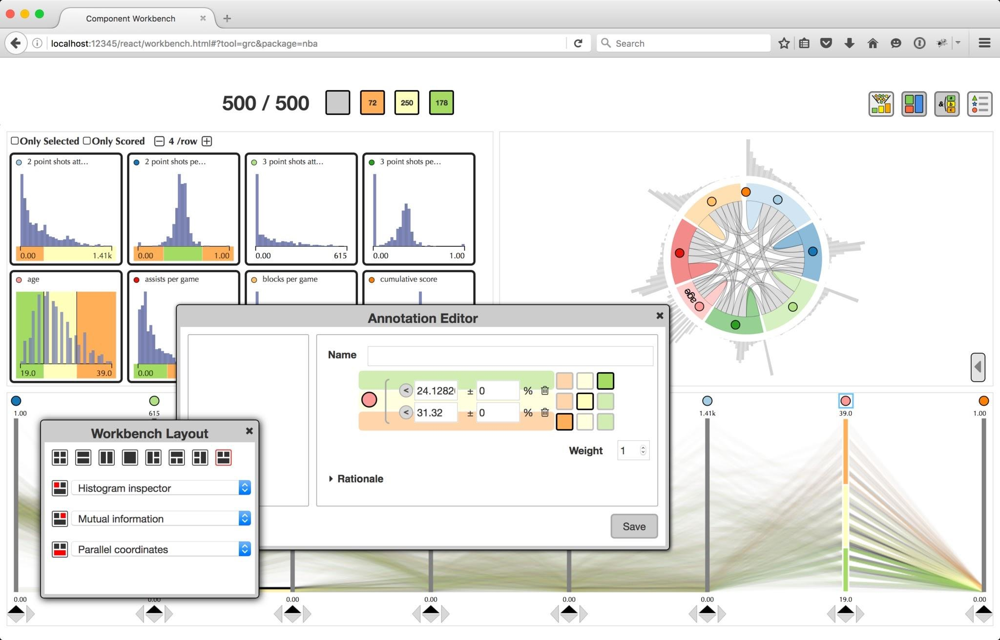 Component Workbench
localhost:12345/react/workbench.html#?tool=grc&package=nba
Search
500 / 500
72
250
178
&
a
b
c
Only Selected Only Scored 4 /row
2 point shots att...
0.00 1.41k
2 point shots pe...
0.00 1.00
3 point shots att...
0.00 615
3 point shots pe...
0.00 1.00
age
19.0 39.0
assists per game
0.00
blocks per game
cumulative score
age
Annotation Editor
Name
< 24.1282 ± 0 %
< 31.32 ± 0 %
Weight 1
Rationale
Save
Workbench Layout
Histogram inspector
Mutual information
Parallel coordinates
1.00 615 1.41k 39.0 1.00
0.00 0.00 0.00 0.00 0.00 0.00 19.0 0.00